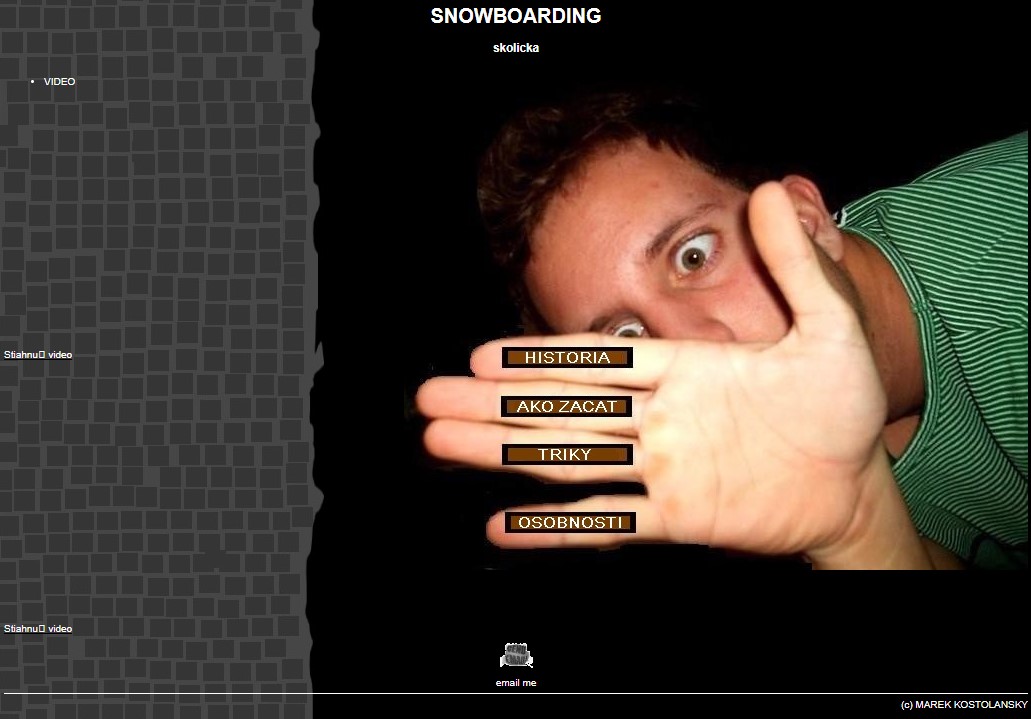 SNOWBOARDING
skolicka
VIDEO
Stiahnu� video
Stiahnu� video
HISTORIA
AKO ZACAT
TRIKY
OSOBNOSTI
email me
(c) MAREK KOSTOLANSKY